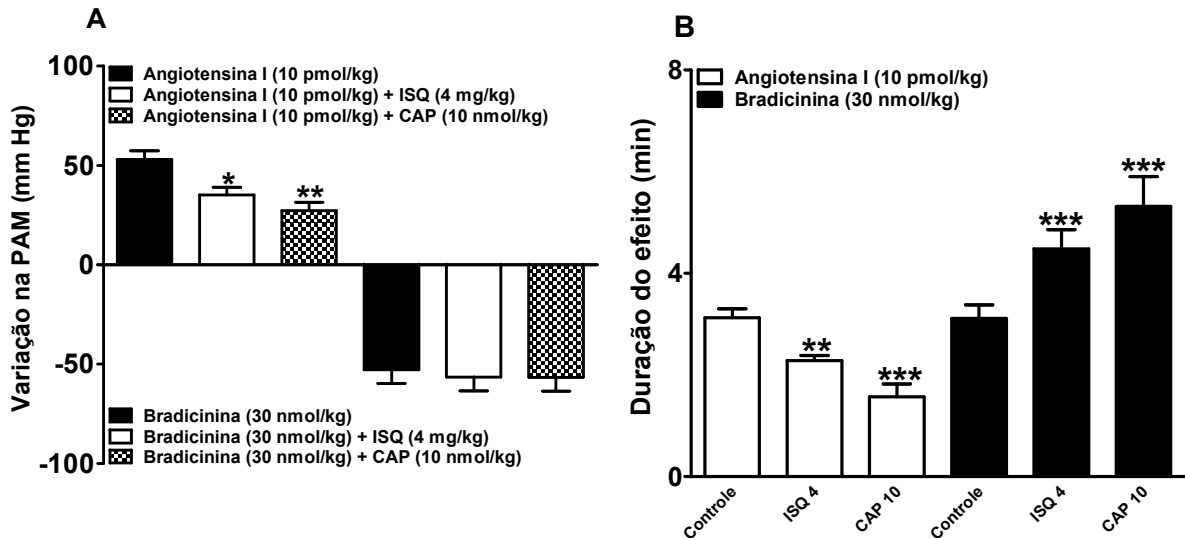 A
Variação na PAM (mm Hg)
100
50
0
-50
-100
Angiotensina I (10 pmol/kg)
Angiotensina I (10 pmol/kg) + ISQ (4 mg/kg)
Angiotensina I (10 pmol/kg) + CAP (10 nmol/kg)
*
**
Bradicinina (30 nmol/kg)
Bradicinina (30 nmol/kg) + ISQ (4 mg/kg)
Bradicinina (30 nmol/kg) + CAP (10 nmol/kg)
B
Duração do efeito (min)
8
4
0
Angiotensina I (10 pmol/kg)
Bradicinina (30 nmol/kg)
**
***
***
***
Controle
ISQ 4
CAP 10
Controle
ISQ 4
CAP 10